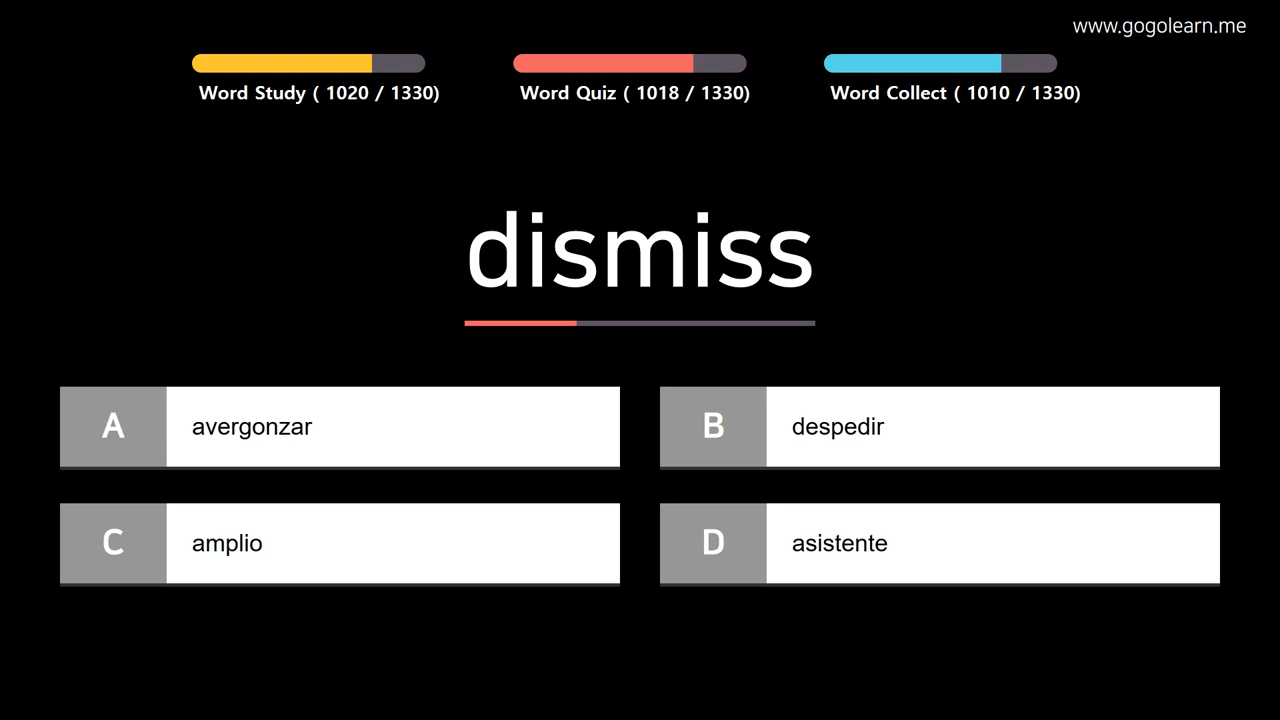 www.gogolearn.me
Word Study ( 1020 / 1330)
Word Quiz ( 1018 / 1330)
Word Collect ( 1010 / 1330)
dismiss
A avergonzar
B despedir
C amplio
D asistente